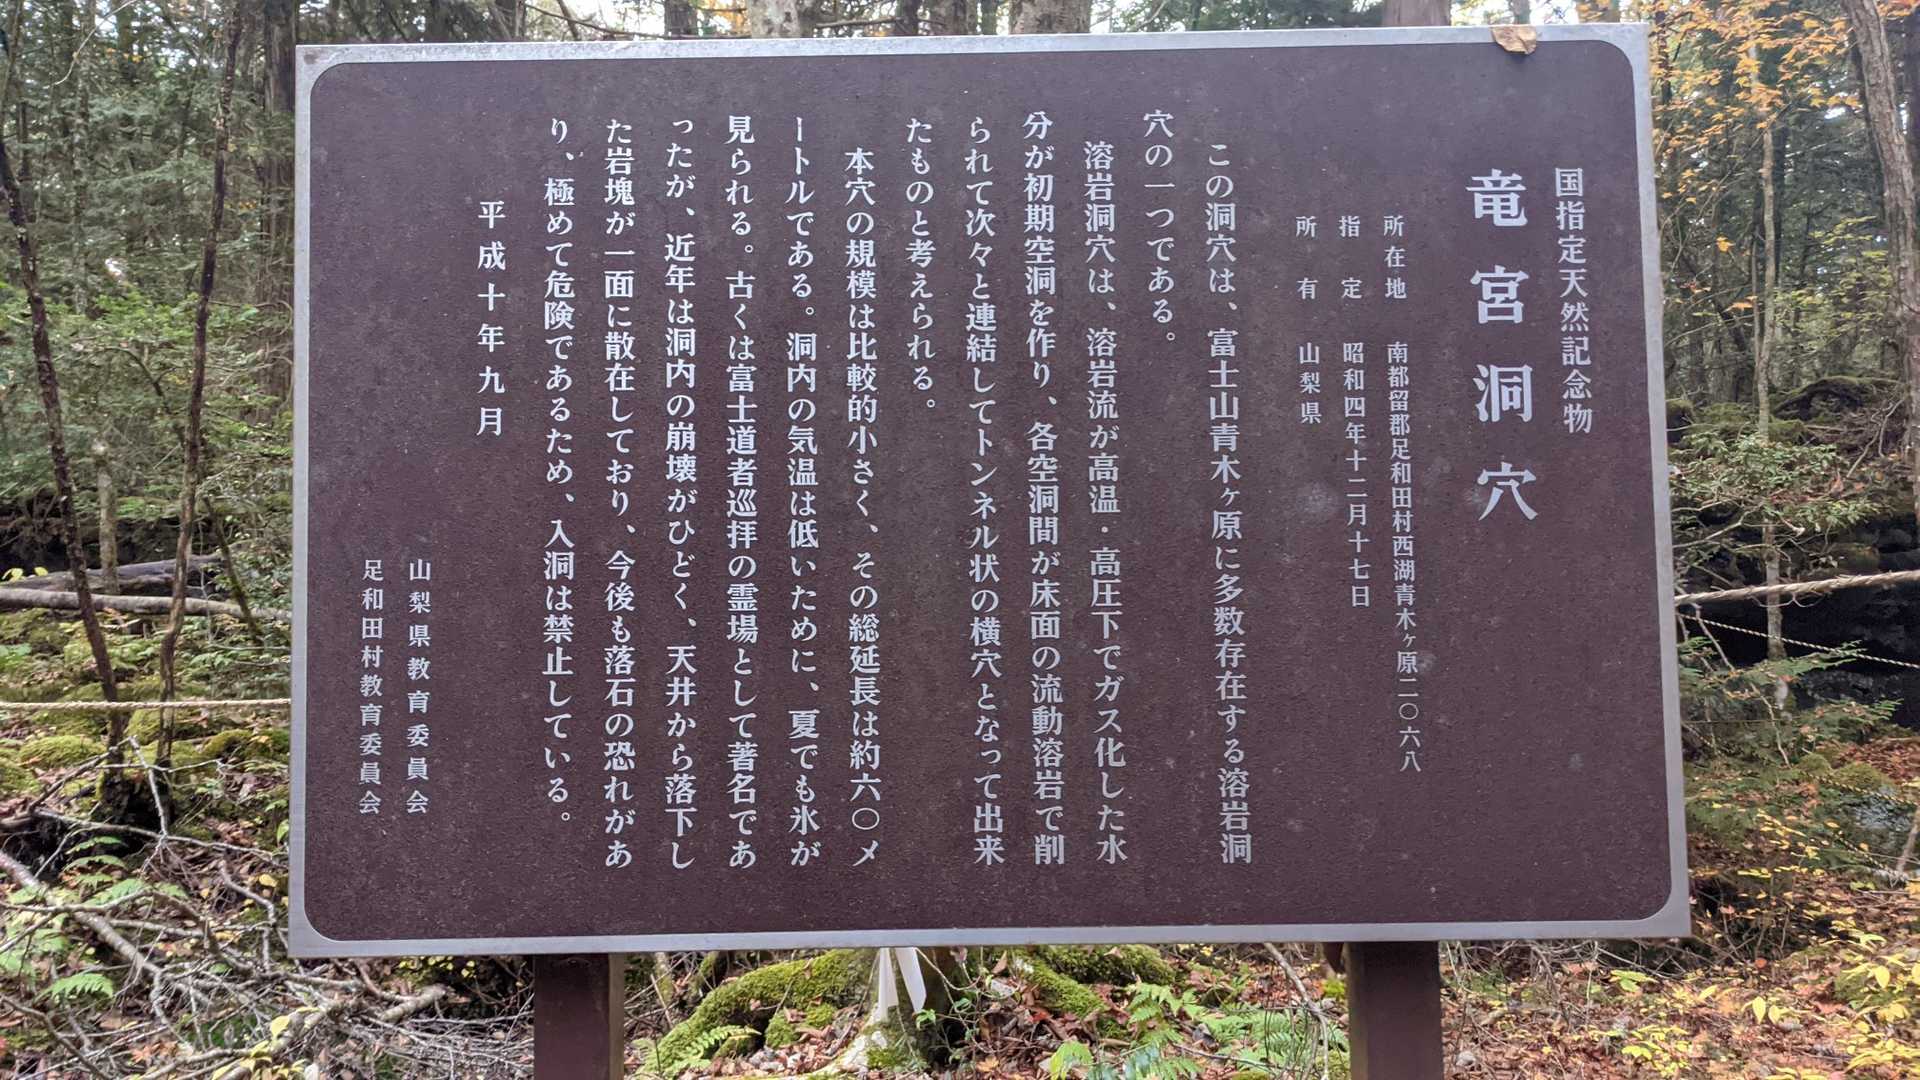 国指定天然記念物
竜宮洞穴
所在地　南都留郡足和田村西湖青木ヶ原二〇六八
指　定　昭和四年十二月十七日
所　有　山梨県
この洞穴は、富士山青木ヶ原に多数存在する溶岩洞
穴の一つである。
溶岩洞穴は、溶岩流が高温・高圧下でガス化した水
分が初期空洞を作り、各空洞間が床面の流動溶岩で削
られて次々と連結してトンネル状の横穴となって出来
たものと考えられる。
本穴の規模は比較的小さく、その総延長は約六〇メ
ートルである。洞内の気温は低いために、夏でも氷が
見られる。古くは富士道者巡拝の霊場として著名であ
ったが、近年は洞内の崩壊がひどく、天井から落下し
た岩塊が一面に散在しており、今後も落石の恐れがあ
り、極めて危険であるため、入洞は禁止している。
平成十年九月
山梨県教育委員会
足和田村教育委員会